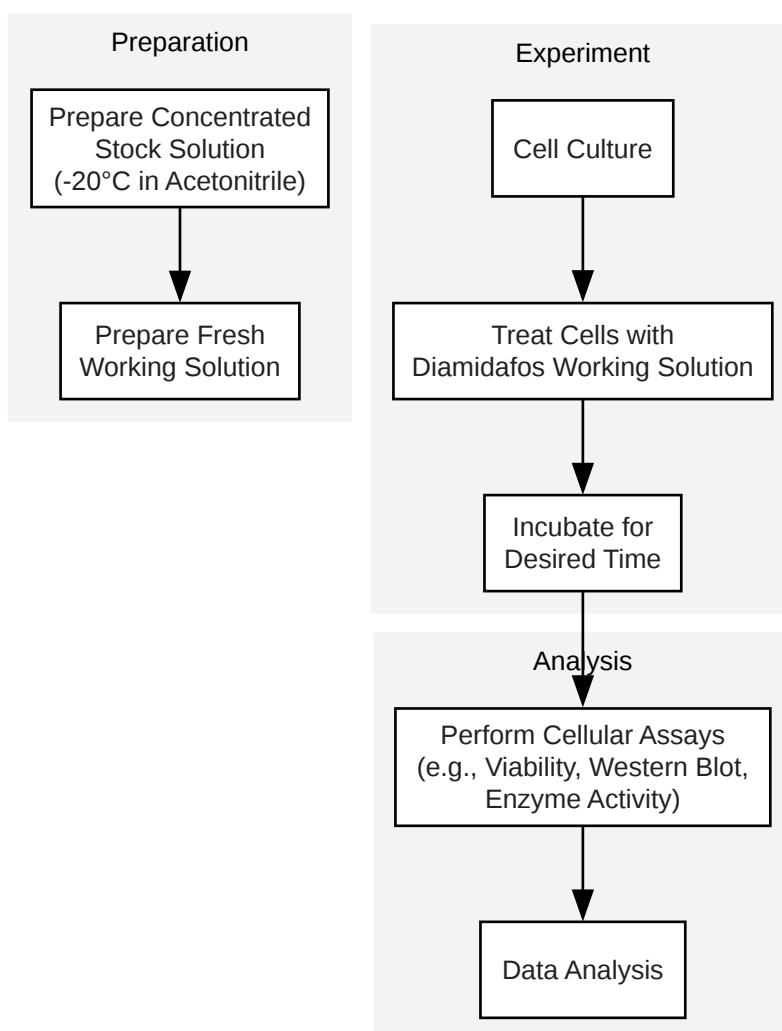 Preparation
Prepare Concentrated
Stock Solution
(-20°C in Acetonitrile)
Prepare Fresh
Working Solution
Experiment
Cell Culture
Treat Cells with
Diamidafos Working Solution
Incubate for
Desired Time
Analysis
Perform Cellular Assays
(e.g., Viability, Western Blot,
Enzyme Activity)
Data Analysis